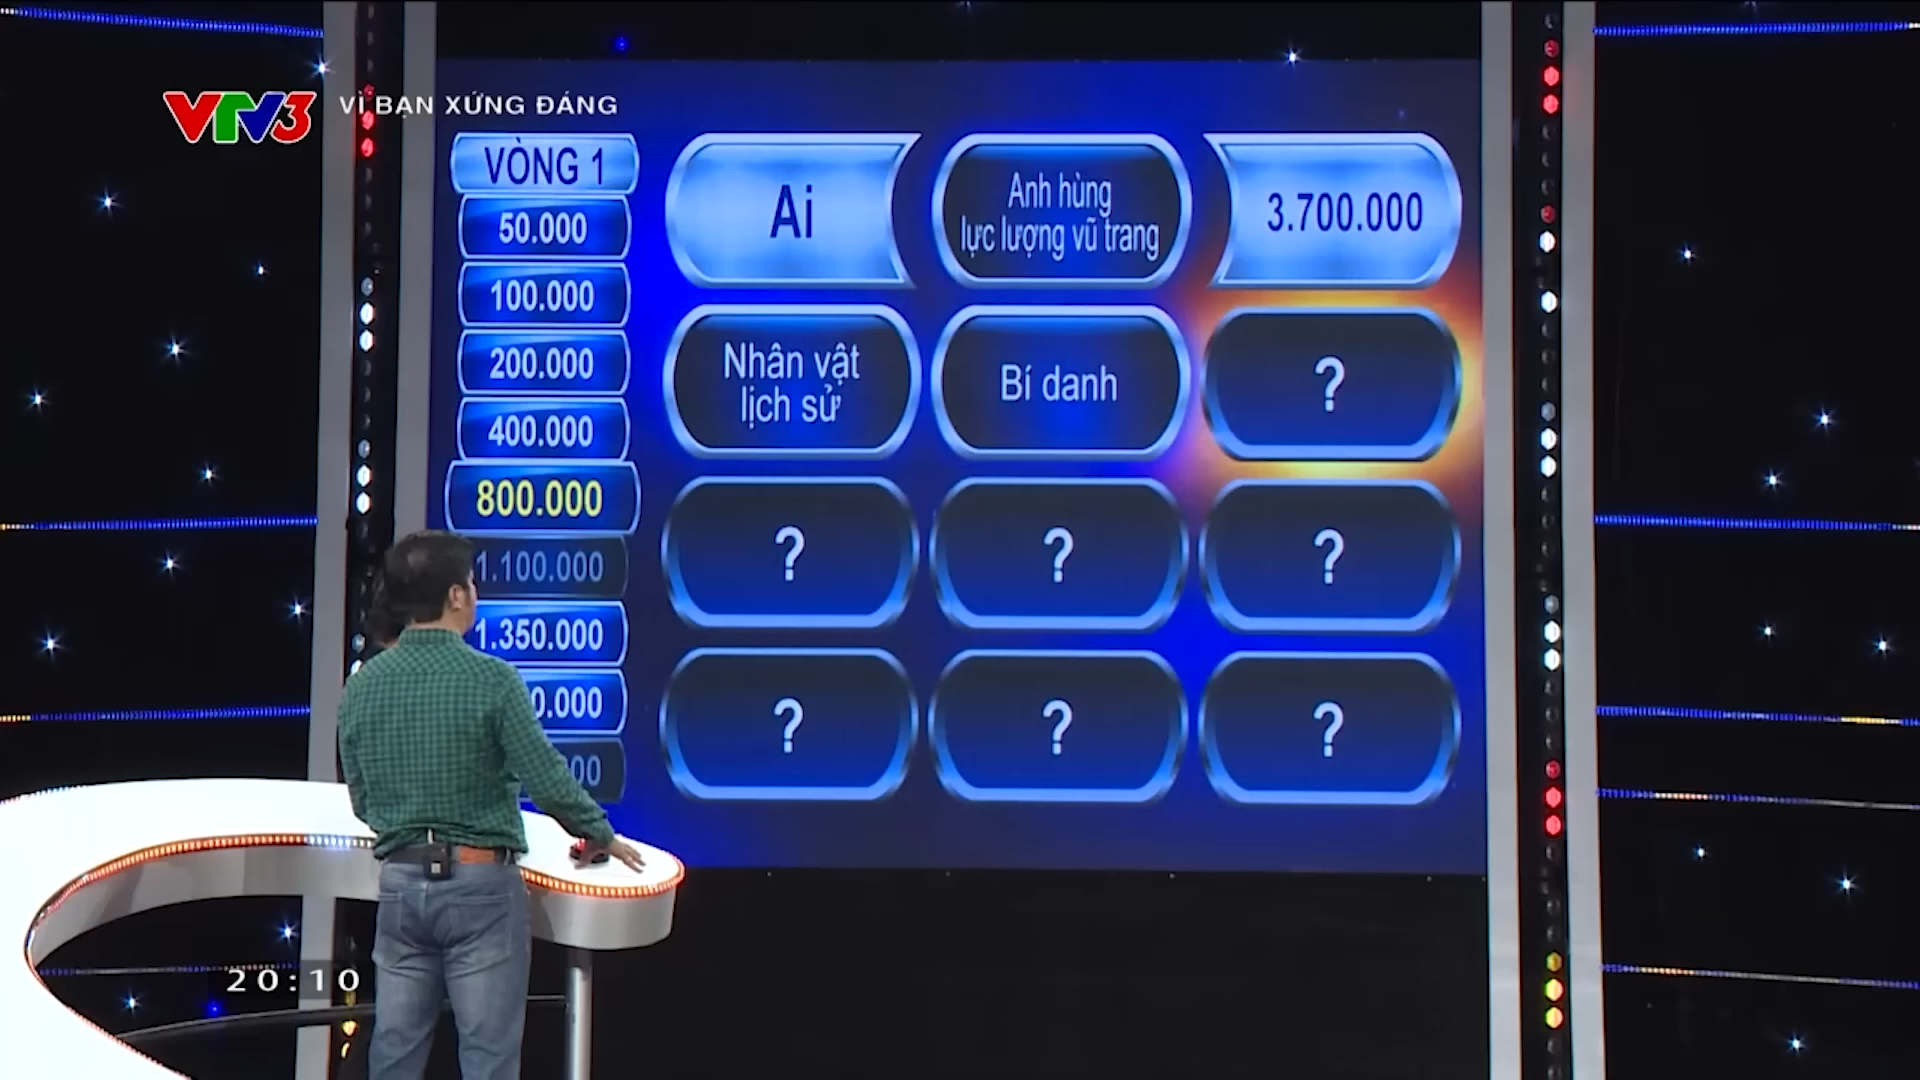 VTV3 VÌ BẠN XỨNG ĐÁNG
VÒNG 1
50.000
100.000
200.000
400.000
800.000
1.100.000
1.350.000
Ai
Anh hùng
lực lượng vũ trang
3.700.000
Nhân vật
lịch sử
Bí danh
?
?
?
?
?
?
?
20:10